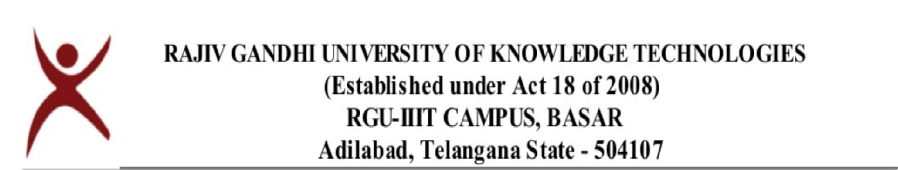 RAJIV GANDHI UNIVERSITY OF KNOWLEDGE TECHNOLOGIES
(Established under Act 18 of 2008)
RGU-IIIT CAMPUS, BASAR
Adilabad, Telangana State - 504107